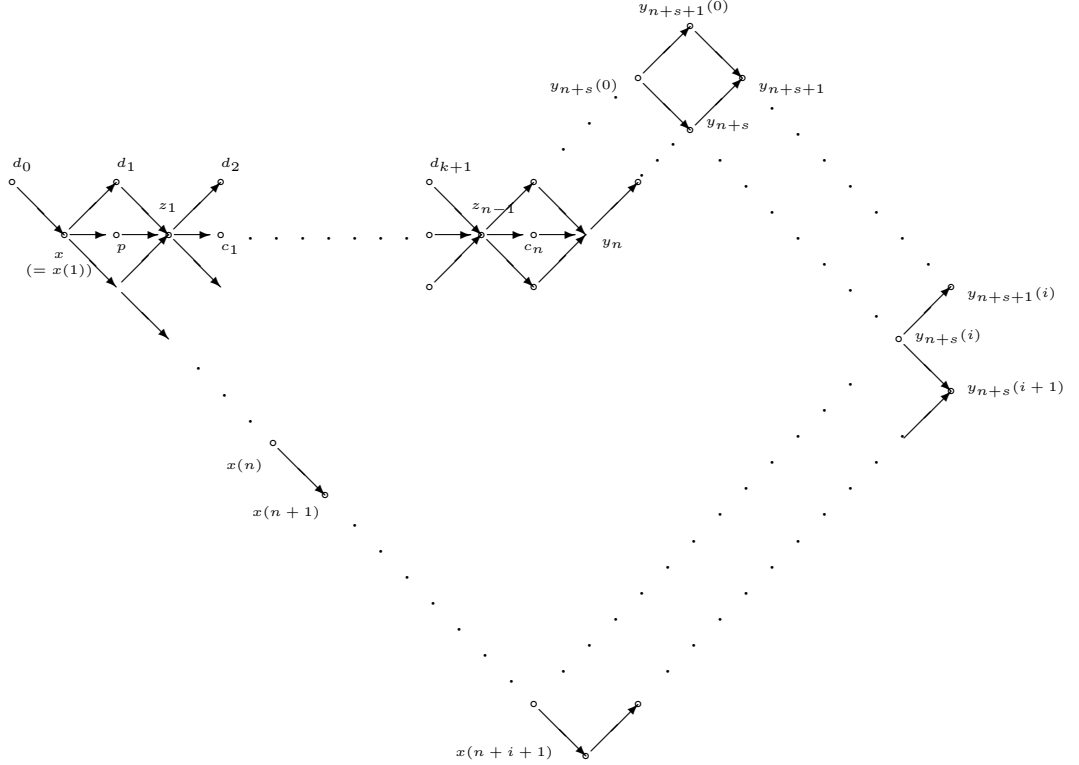 y_{n+s+1}(0)
y_{n+s}(0)
y_{n+s+1}
y_{n+s}
d_0
d_1
d_2
d_{k+1}
z_1
z_{n-1}
x
p
c_1
c_n
y_n
(= x(1))
y_{n+s+1}(i)
y_{n+s}(i)
y_{n+s}(i + 1)
x(n)
x(n + 1)
x(n + i + 1)